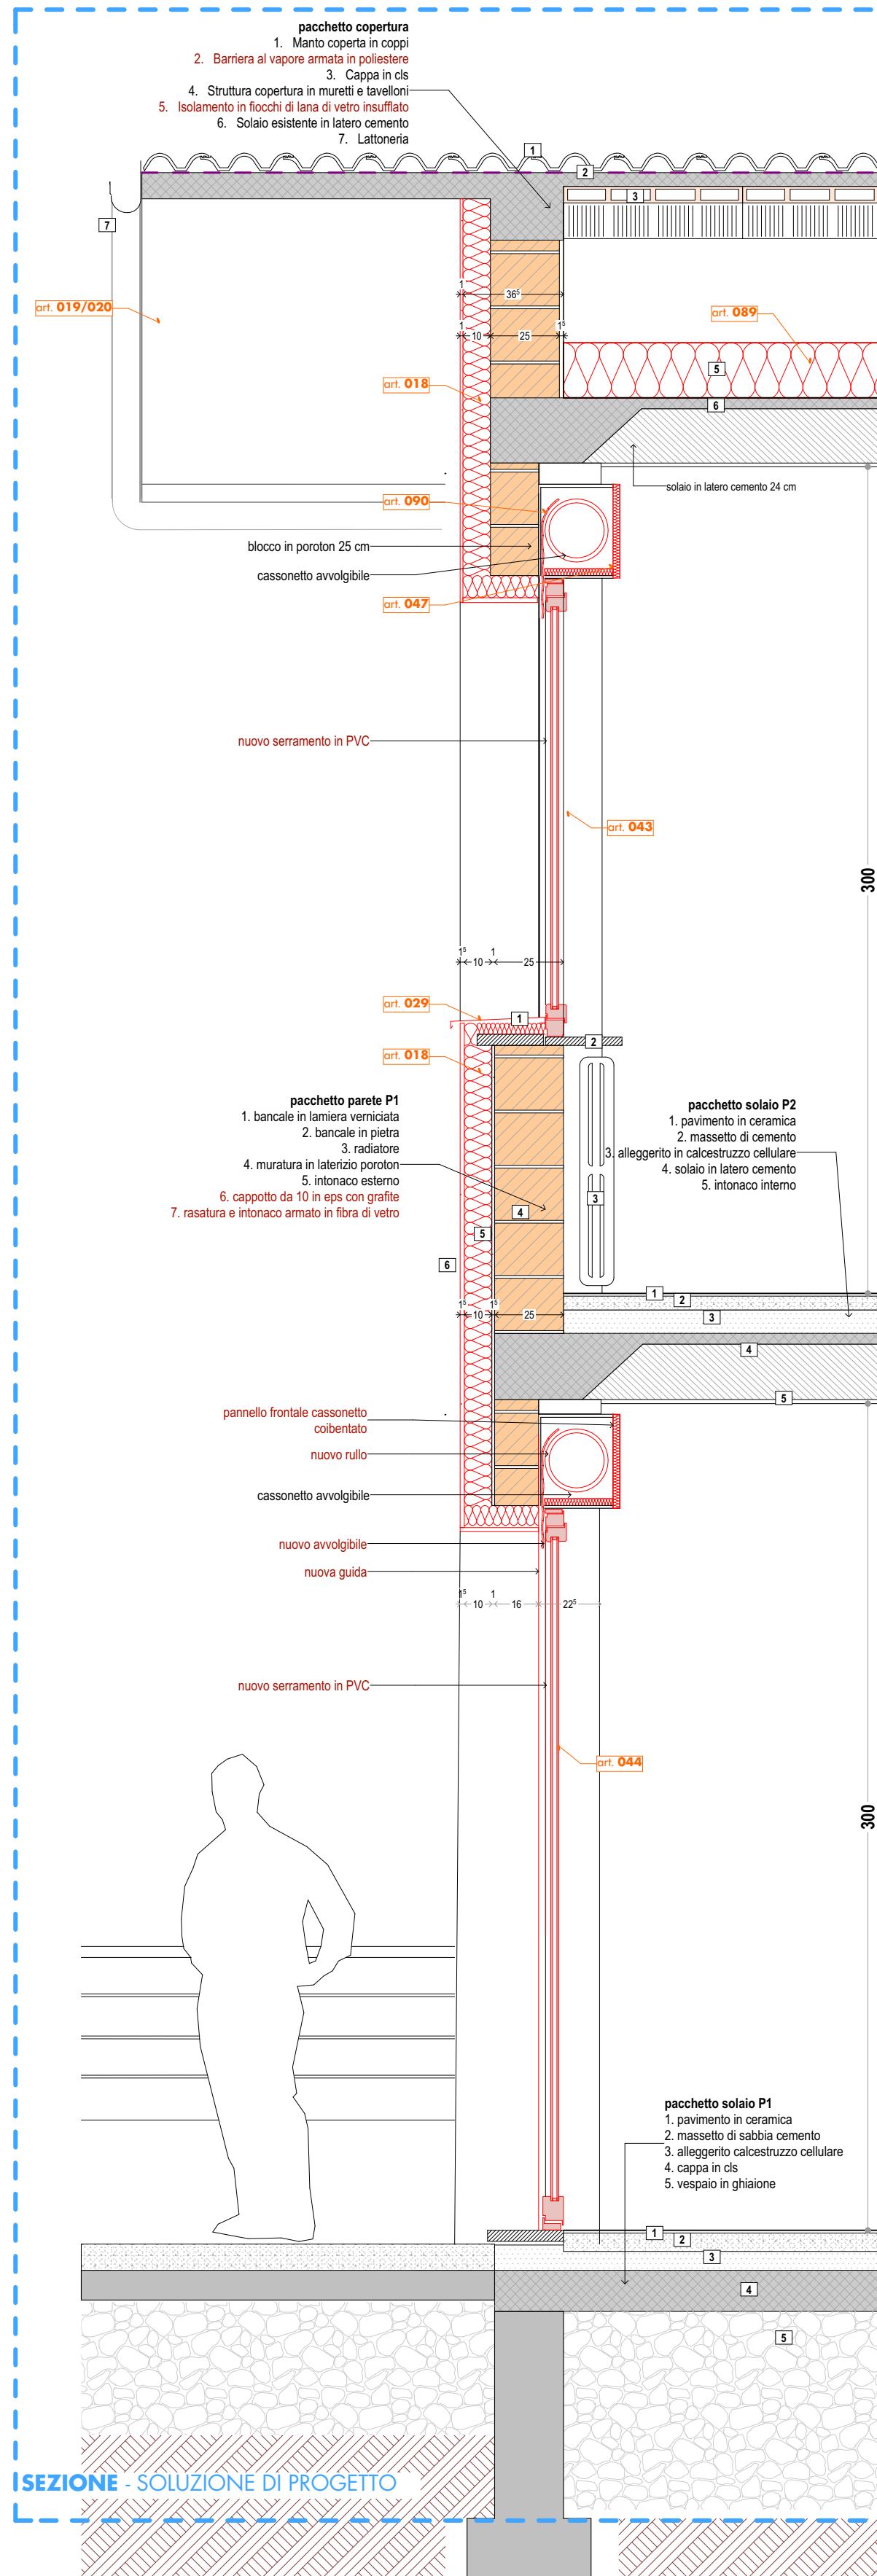 pacchetto copertura
1. Manto coperta in coppi
2. Barriera al vapore armata in poliestere
3. Cappa in cls
4. Struttura copertura in muretti e tavelloni
5. Isolamento in fiocchi di lana di vetro insufflato
6. Solaio esistente in latero cemento
7. Lattoneria
1
2
3
7
1
36⁵
art. 019/020
art. 089
1 10 25 1⁵
5
art. 018
6
solaio in latero cemento 24 cm
art. 090
blocco in poroton 25 cm
cassonetto avvolgibile
art. 047
nuovo serramento in PVC
art. 043
300
1⁵ 10 1 25
art. 029
1
2
art. 018
pacchetto parete P1
1. bancale in lamiera verniciata
2. bancale in pietra
3. radiatore
4. muratura in laterizio poroton
5. intonaco esterno
6. cappotto da 10 in eps con grafite
7. rasatura e intonaco armato in fibra di vetro
pacchetto solaio P2
1. pavimento in ceramica
2. massetto di cemento
3. alleggerito in calcestruzzo cellulare
4. solaio in latero cemento
5. intonaco interno
3
4
5
6
1
2
3
1⁵ 10 1⁵ 25
4
5
pannello frontale cassonetto
coibentato
nuovo rullo
cassonetto avvolgibile
nuovo avvolgibile
nuova guida
1⁵ 10 1 16 22⁵
nuovo serramento in PVC
art. 044
300
pacchetto solaio P1
1. pavimento in ceramica
2. massetto di sabbia cemento
3. alleggerito calcestruzzo cellulare
4. cappa in cls
5. vespaio in ghiaione
1
2
3
4
5
SEZIONE - SOLUZIONE DI PROGETTO